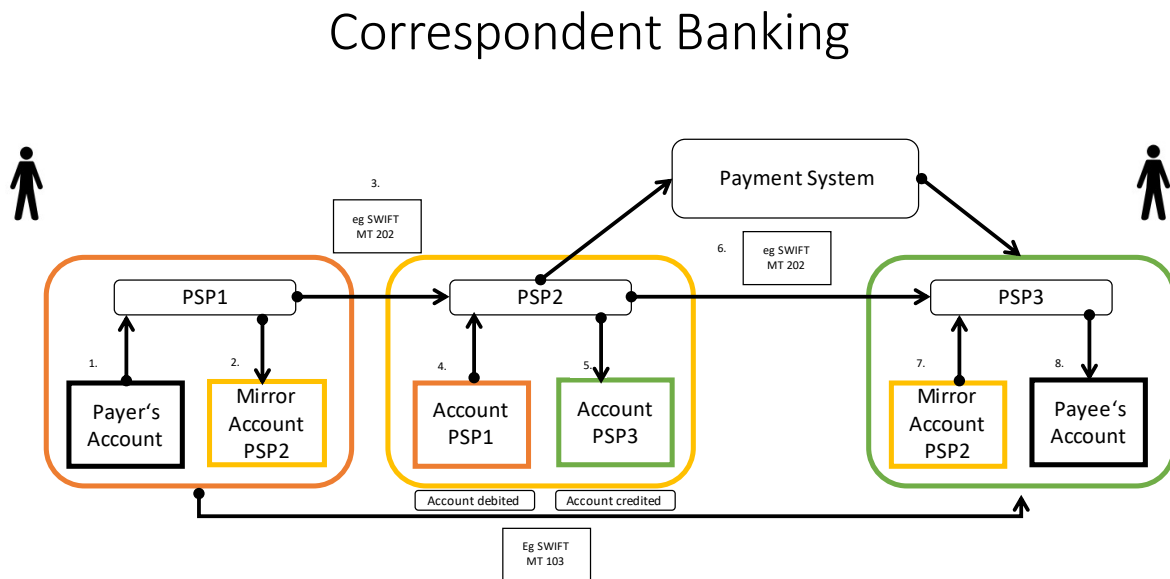 Correspondent Banking
Payment System
3.
eg SWIFT
MT 202
6.
eg SWIFT
MT 202
PSP1
PSP2
PSP3
1.
2.
4.
5.
7.
8.
Payer‘s
Account
Mirror
Account
PSP2
Account
PSP1
Account
PSP3
Mirror
Account
PSP2
Payee‘s
Account
Account debited
Account credited
Eg SWIFT
MT 103